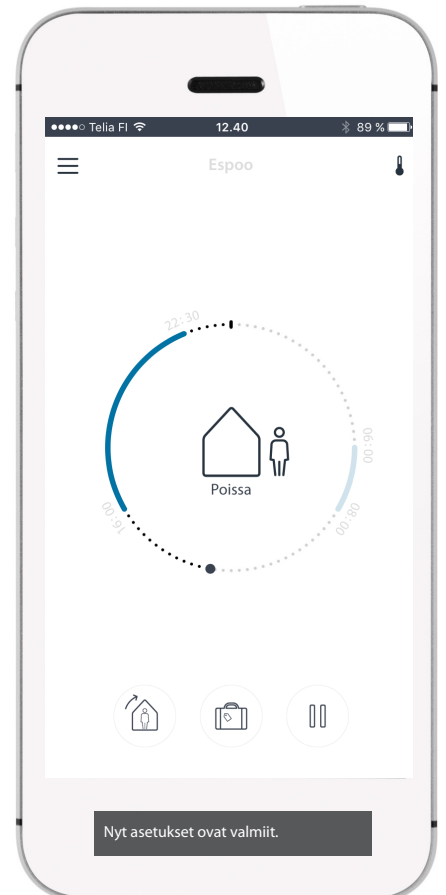 Telia FI 12.40 89 %
Espoo
22:30
06:00
Poissa
16:00
08:00
Nyt asetukset ovat valmiit.